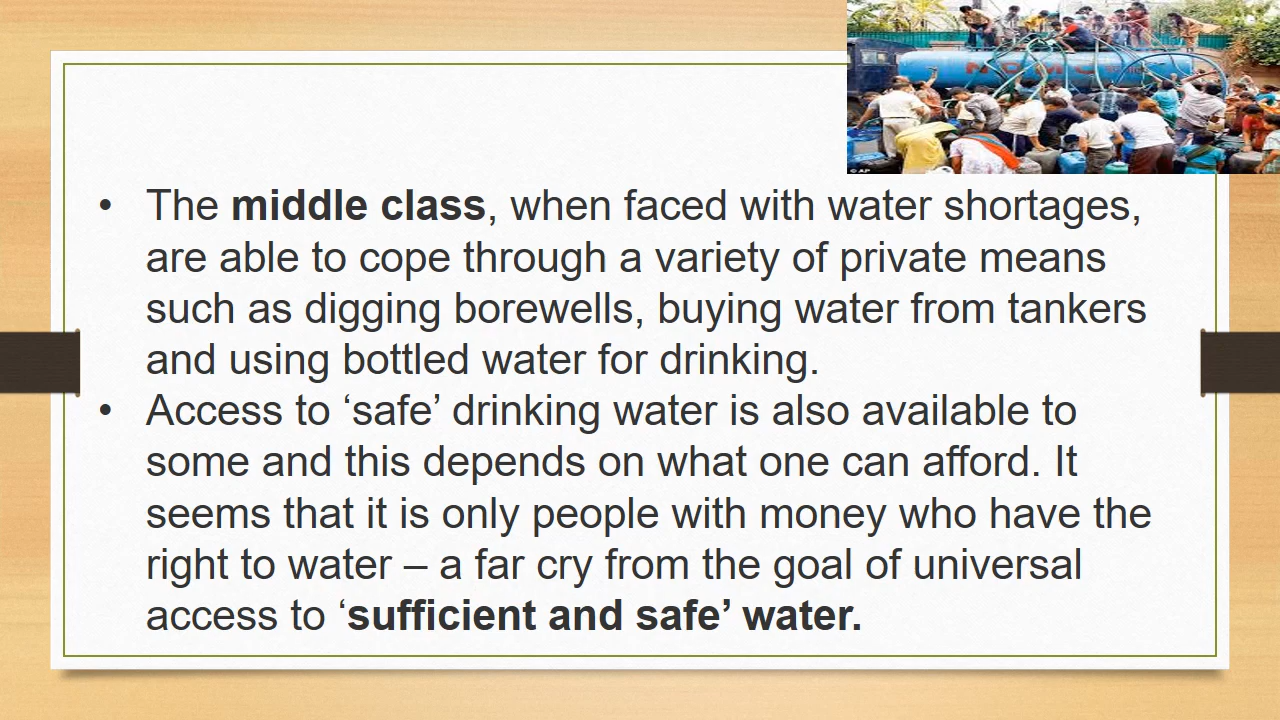 NDMC
© AP
• The middle class, when faced with water shortages,
are able to cope through a variety of private means
such as digging borewells, buying water from tankers
and using bottled water for drinking.
• Access to ‘safe’ drinking water is also available to
some and this depends on what one can afford. It
seems that it is only people with money who have the
right to water – a far cry from the goal of universal
access to ‘sufficient and safe’ water.